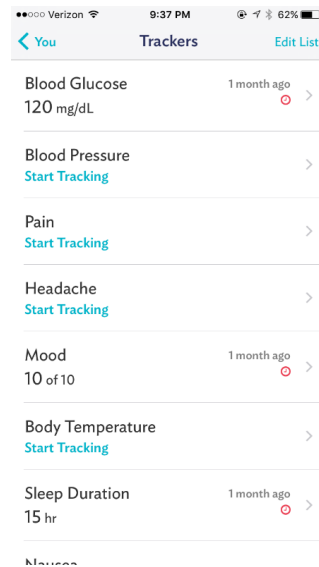 Verizon 9:37 PM 62%
You Trackers Edit List
Blood Glucose 1 month ago
120 mg/dL
Blood Pressure
Start Tracking
Pain
Start Tracking
Headache
Start Tracking
Mood 1 month ago
10 of 10
Body Temperature
Start Tracking
Sleep Duration 1 month ago
15 hr
Nausea